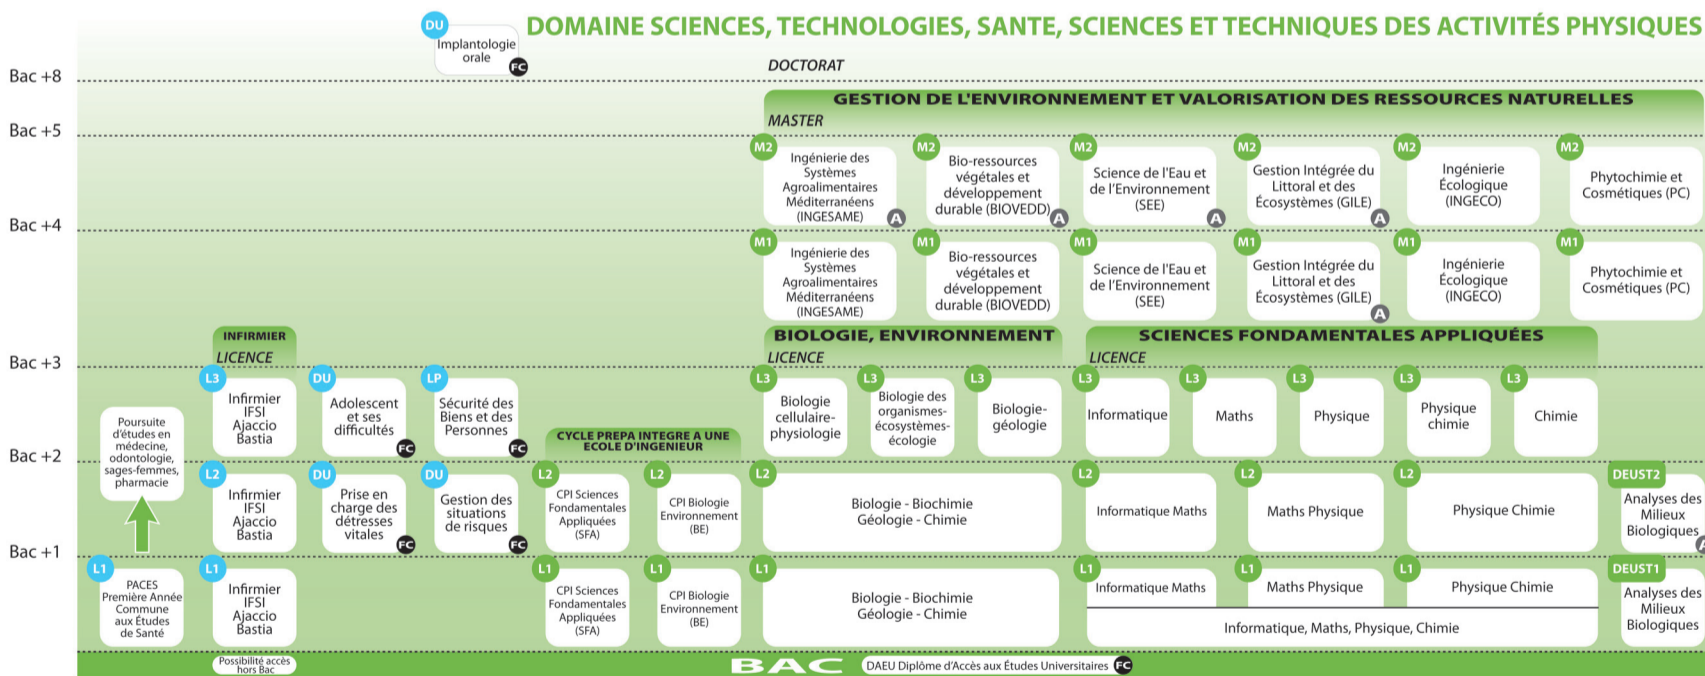 DOMAINE SCIENCES, TECHNOLOGIES, SANTE, SCIENCES ET TECHNIQUES DES ACTIVITÉS PHYSIQUES
DU
Implantologie
orale
FC
Bac +8
DOCTORAT
GESTION DE L'ENVIRONNEMENT ET VALORISATION DES RESSOURCES NATURELLES
MASTER
Bac +5
M2
Ingénierie des
Systèmes
Agroalimentaires
Méditerranéens
(INGESAME)
A
M2
Bio-ressources
végétales et
développement
durable (BIOVEDD)
A
M2
Science de l'Eau et
de l'Environnement
(SEE)
A
M2
Gestion Intégrée du
Littoral et des
Écosystèmes (GILE)
A
M2
Ingénierie
Écologique
(INGECO)
M2
Phytochimie et
Cosmétiques (PC)
Bac +4
M1
Ingénierie des
Systèmes
Agroalimentaires
Méditerranéens
(INGESAME)
M1
Bio-ressources
végétales et
développement
durable (BIOVEDD)
M1
Science de l'Eau et
de l'Environnement
(SEE)
M1
Gestion Intégrée du
Littoral et des
Écosystèmes (GILE)
A
M1
Ingénierie
Écologique
(INGECO)
M1
Phytochimie et
Cosmétiques (PC)
INFIRMIER
LICENCE
BIOLOGIE, ENVIRONNEMENT
LICENCE
SCIENCES FONDAMENTALES APPLIQUÉES
LICENCE
Bac +3
L3
Infirmier
IFSI
Ajaccio
Bastia
DU
Adolescent
et ses
difficultés
FC
LP
Sécurité des
Biens et des
Personnes
FC
L3
Biologie
cellulaire-
physiologie
L3
Biologie des
organismes-
écosystèmes-
écologie
L3
Biologie-
géologie
L3
Informatique
L3
Maths
L3
Physique
L3
Physique
chimie
L3
Chimie
Poursuite
d'études en
médecine,
odontologie,
sages-femmes,
pharmacie
CYCLE PREPA INTEGRE A UNE
ECOLE D'INGENIEUR
Bac +2
L2
Infirmier
IFSI
Ajaccio
Bastia
DU
Prise en
charge des
détresses
vitales
FC
DU
Gestion des
situations
de risques
FC
L2
CPI Sciences
Fondamentales
Appliquées
(SFA)
L2
CPI Biologie
Environnement
(BE)
L2
Biologie - Biochimie
Géologie - Chimie
L2
Informatique Maths
L2
Maths Physique
L2
Physique Chimie
DEUST2
Analyses des
Milieux
Biologiques
A
Bac +1
L1
PACES
Première Année
Commune
aux Études
de Santé
L1
Infirmier
IFSI
Ajaccio
Bastia
L1
CPI Sciences
Fondamentales
Appliquées
(SFA)
L1
CPI Biologie
Environnement
(BE)
L1
Biologie - Biochimie
Géologie - Chimie
L1
Informatique Maths
L1
Maths Physique
L1
Physique Chimie
Informatique, Maths, Physique, Chimie
DEUST1
Analyses des
Milieux
Biologiques
Possibilité accès
hors Bac
BAC
DAEU Diplôme d'Accès aux Études Universitaires FC